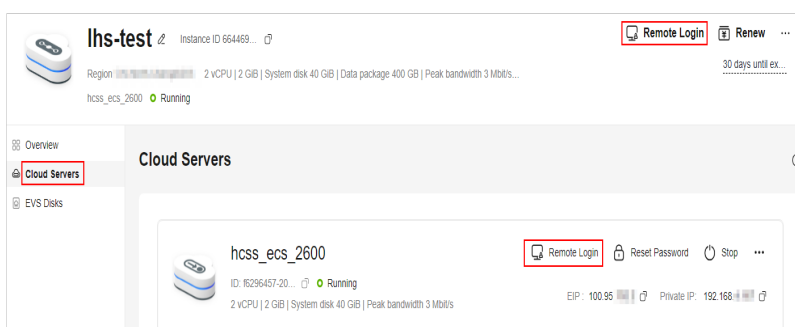 lhs-test Instance ID 664469... Remote Login Renew ...
Region 2 vCPU | 2 GiB | System disk 40 GiB | Data package 400 GB | Peak bandwidth 3 Mbit/s... 30 days until ex...
hcss_ecs_2600 Running
Overview
Cloud Servers
EVS Disks
Cloud Servers
hcss_ecs_2600 Remote Login Reset Password Stop ...
ID: f6296457-20... Running
2 vCPU | 2 GiB | System disk 40 GiB | Peak bandwidth 3 Mbit/s
EIP : 100.95 Private IP: 192.168